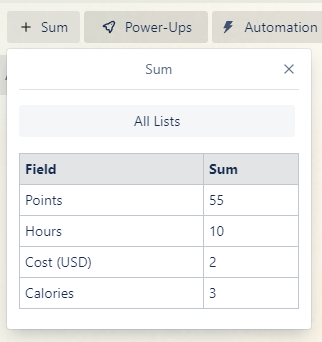 + Sum Power-Ups Automation
Sum ×
All Lists
Field Sum
Points 55
Hours 10
Cost (USD) 2
Calories 3